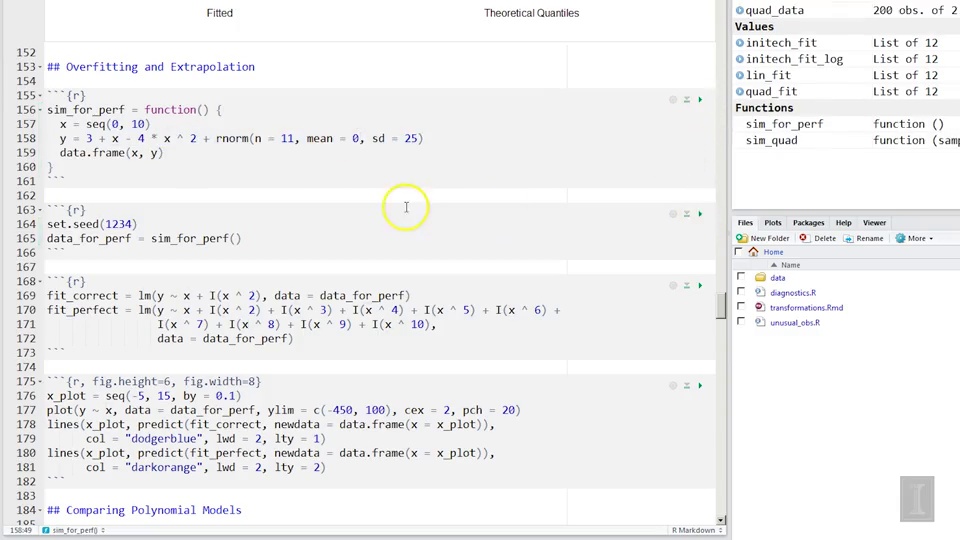 Fitted
Theoretical Quantiles
152
153 ## Overfitting and Extrapolation
154
155 ```{r}
156 sim_for_perf = function() {
157 x = seq(0, 10)
158 y = 3 + x - 4 * x ^ 2 + rnorm(n = 11, mean = 0, sd = 25)
159 data.frame(x, y)
160 }
161 ```
162
163 ```{r}
164 set.seed(1234)
165 data_for_perf = sim_for_perf()
166 ```
167
168 ```{r}
169 fit_correct = lm(y ~ x + I(x ^ 2), data = data_for_perf)
170 fit_perfect = lm(y ~ x + I(x ^ 2) + I(x ^ 3) + I(x ^ 4) + I(x ^ 5) + I(x ^ 6) +
171 I(x ^ 7) + I(x ^ 8) + I(x ^ 9) + I(x ^ 10),
172 data = data_for_perf)
173 ```
174
175 ```{r, fig.height=6, fig.width=8}
176 x_plot = seq(-5, 15, by = 0.1)
177 plot(y ~ x, data = data_for_perf, ylim = c(-450, 100), cex = 2, pch = 20)
178 lines(x_plot, predict(fit_correct, newdata = data.frame(x = x_plot)),
179 col = "dodgerblue", lwd = 2, lty = 1)
180 lines(x_plot, predict(fit_perfect, newdata = data.frame(x = x_plot)),
181 col = "darkorange", lwd = 2, lty = 2)
182 ```
183
184 ## Comparing Polynomial Models
185
158:49 sim_for_perf() R Markdown
quad_data 200 obs. of 2
Values
initech_fit List of 12
initech_fit_log List of 12
lin_fit List of 12
quad_fit List of 12
Functions
sim_for_perf function ()
sim_quad function (samp
Files Plots Packages Help Viewer
New Folder Delete Rename More
Home
Name
data
diagnostics.R
transformations.Rmd
unusual_obs.R
I